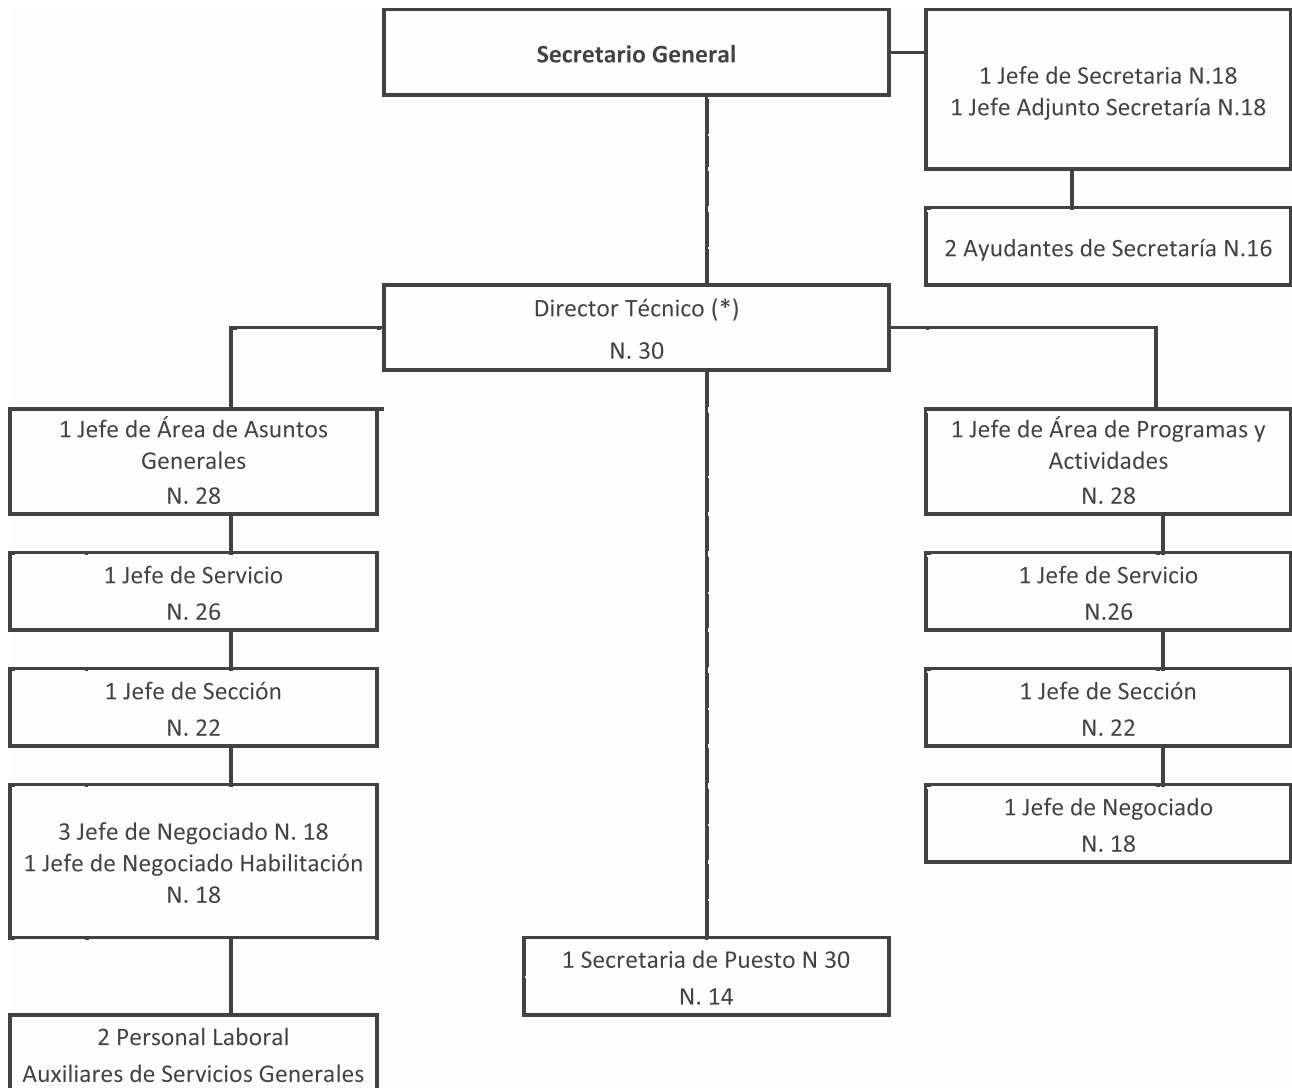 Secretario General
1 Jefe de Secretaria N.18
1 Jefe Adjunto Secretaría N.18
2 Ayudantes de Secretaría N.16
Director Técnico (*)
N. 30
1 Jefe de Área de Asuntos
Generales
N. 28
1 Jefe de Área de Programas y
Actividades
N. 28
1 Jefe de Servicio
N. 26
1 Jefe de Servicio
N.26
1 Jefe de Sección
N. 22
1 Jefe de Sección
N. 22
3 Jefe de Negociado N. 18
1 Jefe de Negociado Habilitación
N. 18
1 Jefe de Negociado
N. 18
1 Secretaria de Puesto N 30
N. 14
2 Personal Laboral
Auxiliares de Servicios Generales